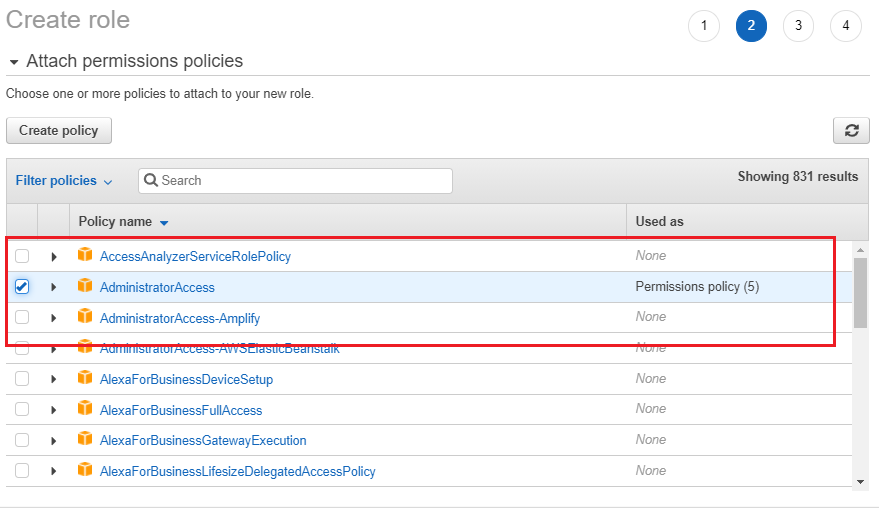 Create role
1 2 3 4
Attach permissions policies
Choose one or more policies to attach to your new role.
Create policy
Filter policies Search Showing 831 results
Policy name Used as
AccessAnalyzerServiceRolePolicy None
AdministratorAccess Permissions policy (5)
AdministratorAccess-Amplify None
AdministratorAccess-AWSElasticBeanstalk None
AlexaForBusinessDeviceSetup None
AlexaForBusinessFullAccess None
AlexaForBusinessGatewayExecution None
AlexaForBusinessLifesizeDelegatedAccessPolicy None